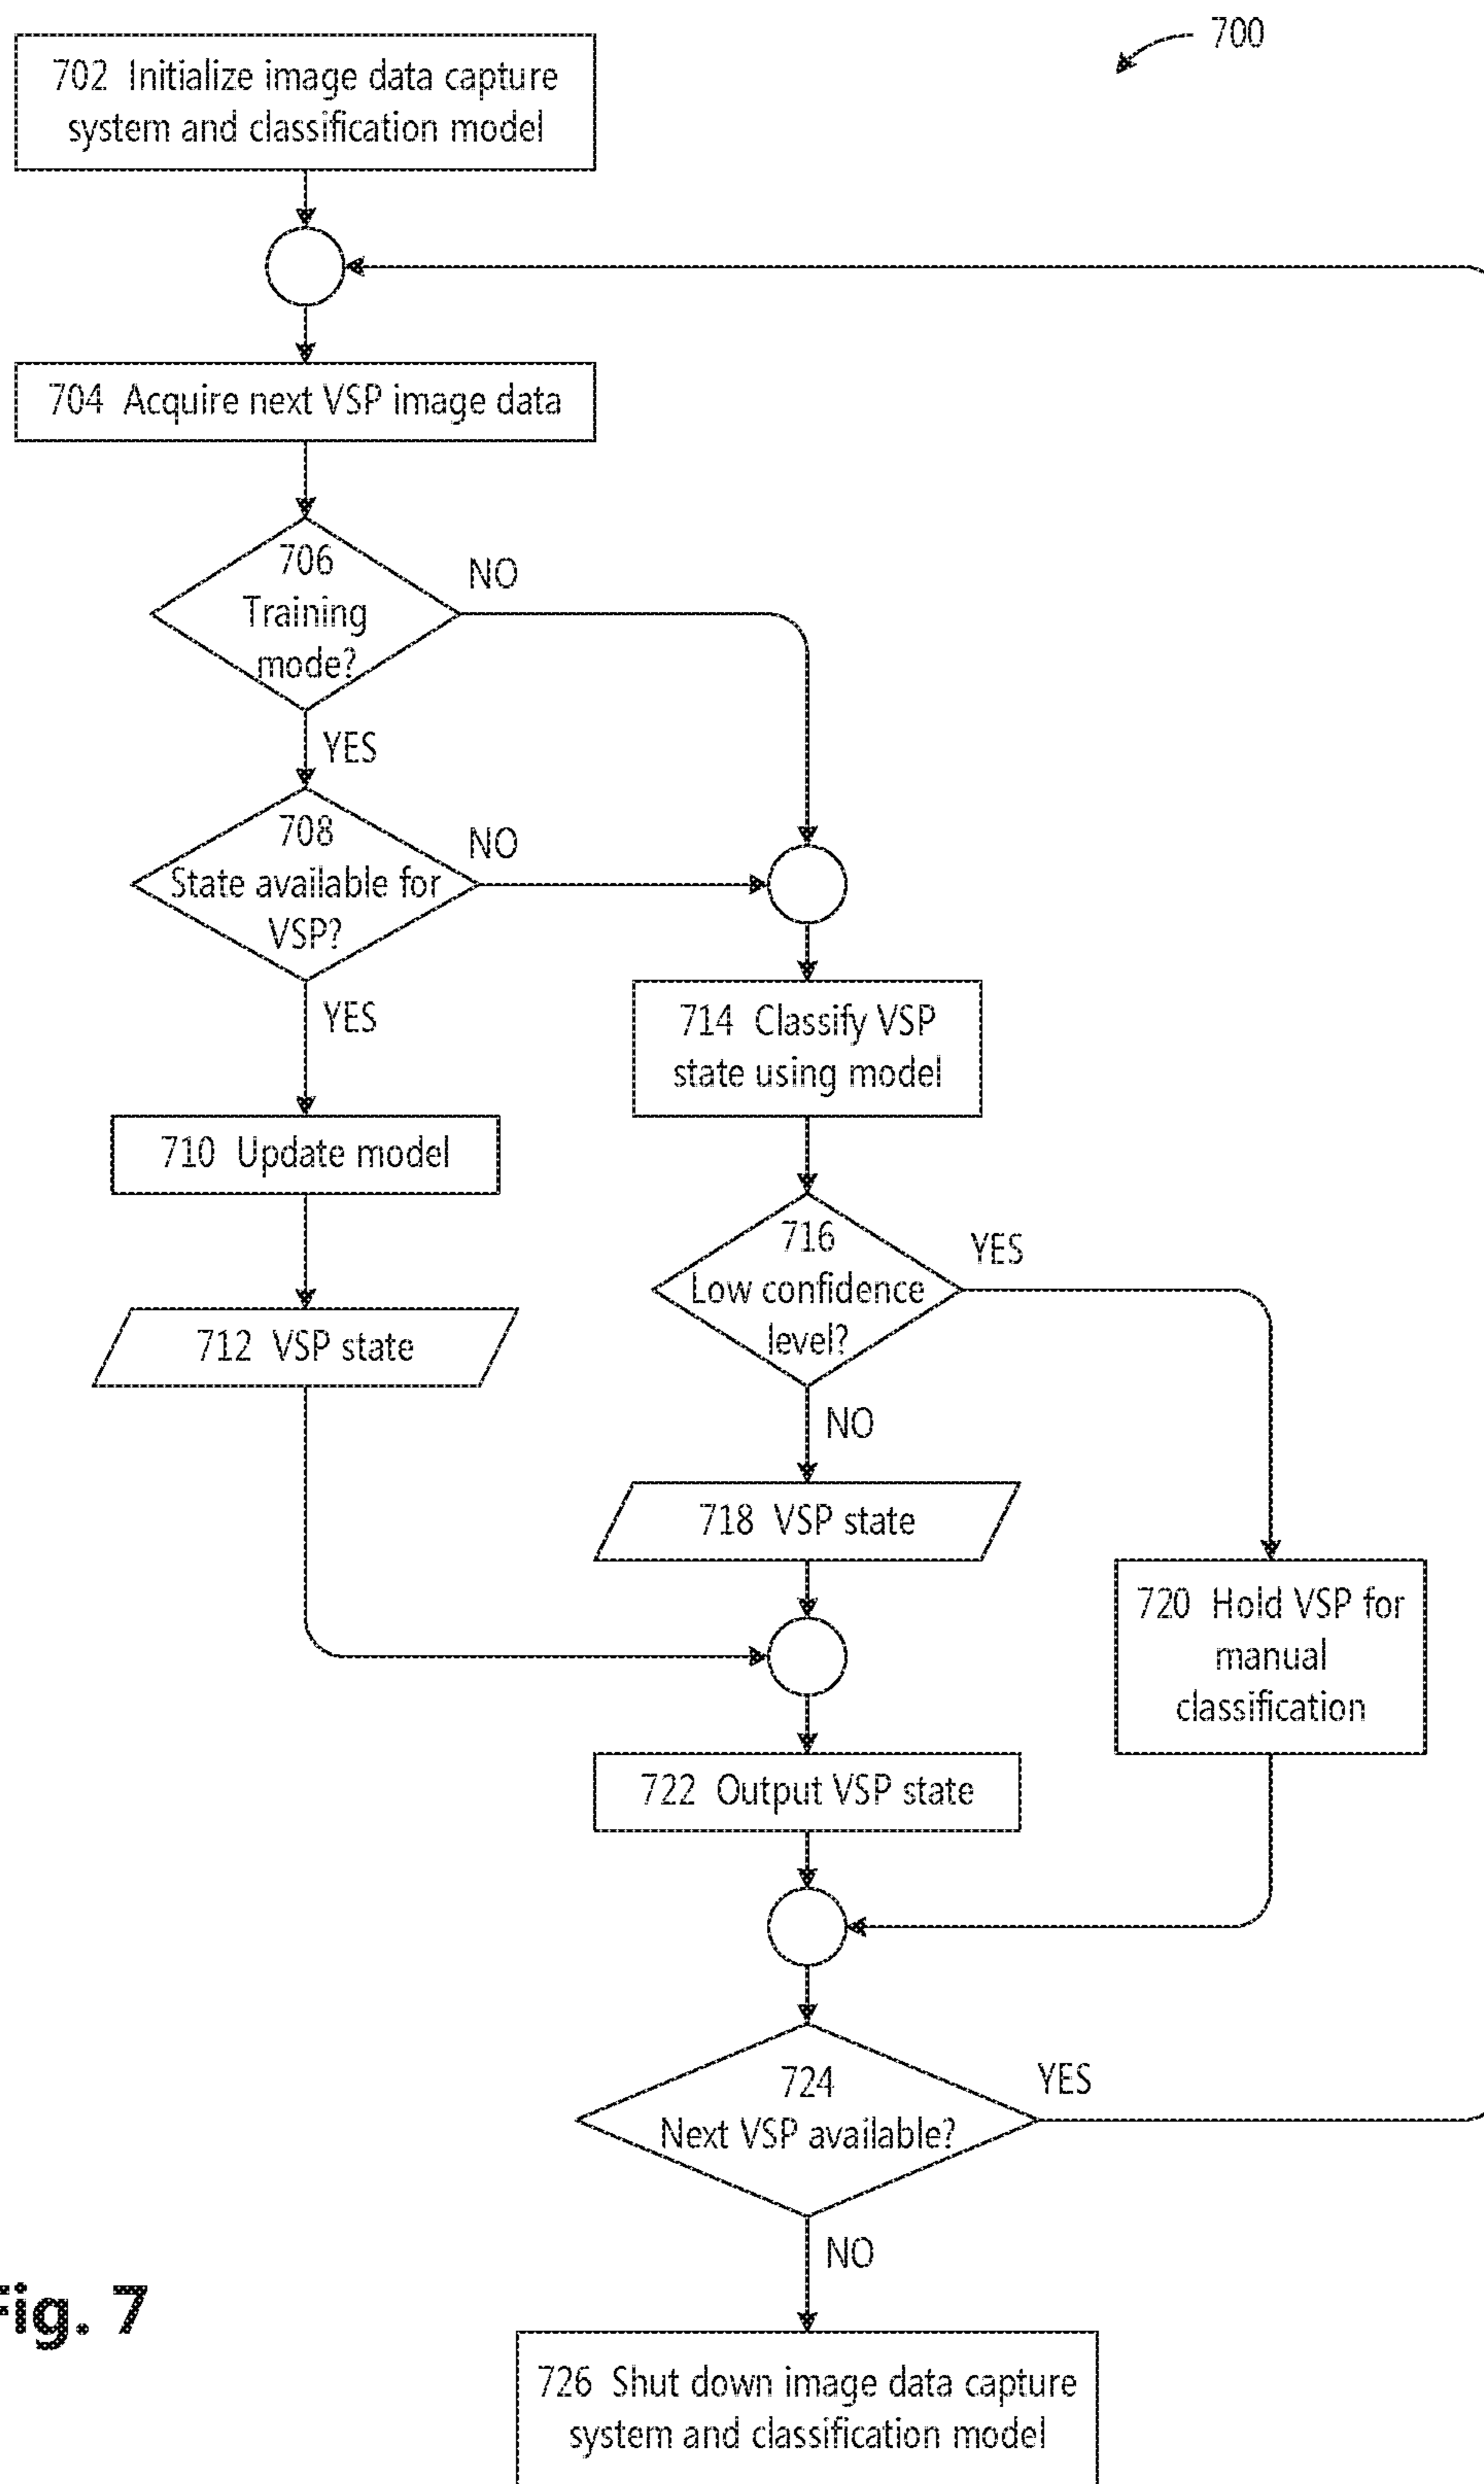 700
702 Initialize image data capture
system and classification model
704 Acquire next VSP image data
706
Training
mode?
NO
YES
708
State available for
VSP?
NO
YES
714 Classify VSP
state using model
710 Update model
716
Low confidence
level?
YES
NO
712 VSP state
718 VSP state
720 Hold VSP for
manual
classification
722 Output VSP state
724
Next VSP available?
YES
NO
Fig. 7
726 Shut down image data capture
system and classification model